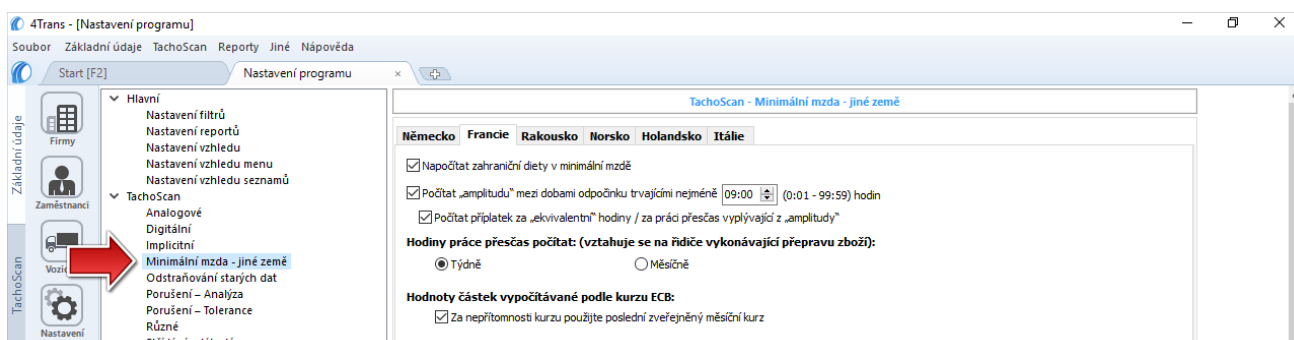 4Trans - [Nastavení programu]
Soubor Základní údaje TachoScan Reporty Jiné Nápověda
Start [F2]
Nastavení programu
Základní údaje
TachoScan
Firmy
Zaměstnanci
Nastavení
Hlavní
Nastavení filtrů
Nastavení reportů
Nastavení vzhledu
Nastavení vzhledu menu
Nastavení vzhledu seznamů
TachoScan
Analogové
Digitální
Implicitní
Minimální mzda - jiné země
Odstraňování starých dat
Porušení – Analýza
Porušení – Tolerance
Různé
TachoScan - Minimální mzda - jiné země
Německo Francie Rakousko Norsko Holandsko Itálie
Napočítat zahraniční diety v minimální mzdě
Počítat „amplitudu“ mezi dobami odpočinku trvajícími nejméně 09:00 (0:01 - 99:59) hodin
Počítat příplatek za „ekvivalentní“ hodiny / za práci přesčas vyplývající z „amplitudy“
Hodiny práce přesčas počítat: (vztahuje se na řidiče vykonávající přepravu zboží):
Týdně Měsíčně
Hodnoty částek vypočítávané podle kurzu ECB:
Za nepřítomnosti kurzu použijte poslední zveřejněný měsíční kurz